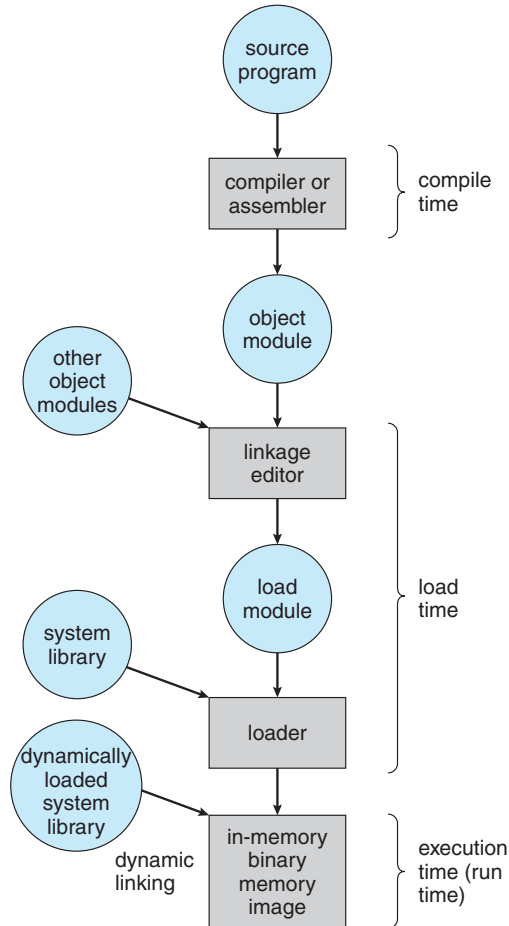 source
program
compiler or
assembler
compile
time
object
module
other
object
modules
linkage
editor
load
module
load
time
system
library
loader
dynamically
loaded
system
library
dynamic
linking
in-memory
binary
memory
image
execution
time (run
time)